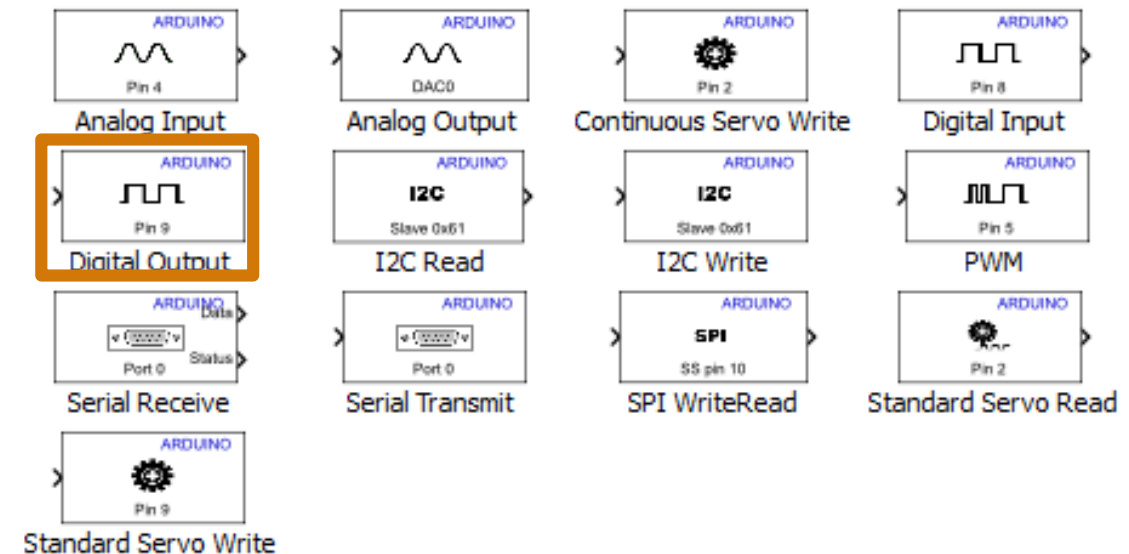 ARDUINO
Pin 4
Analog Input
ARDUINO
DAC0
Analog Output
ARDUINO
Pin 2
Continuous Servo Write
ARDUINO
Pin 8
Digital Input
ARDUINO
Pin 9
Digital Output
ARDUINO
I2C
Slave 0x61
I2C Read
ARDUINO
I2C
Slave 0x61
I2C Write
ARDUINO
Pin 5
PWM
ARDUINO
Data
Status
Port 0
Serial Receive
ARDUINO
Port 0
Serial Transmit
ARDUINO
SPI
SS pin 10
SPI WriteRead
ARDUINO
Pin 2
Standard Servo Read
ARDUINO
Pin 9
Standard Servo Write